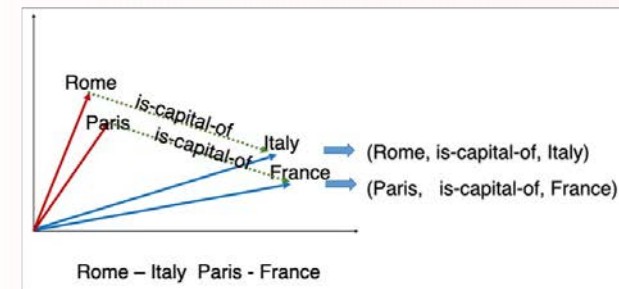 Rome
is-capital-of
Paris
is-capital-of
Italy
(Rome, is-capital-of, Italy)
France
(Paris, is-capital-of, France)
Rome – Italy Paris - France